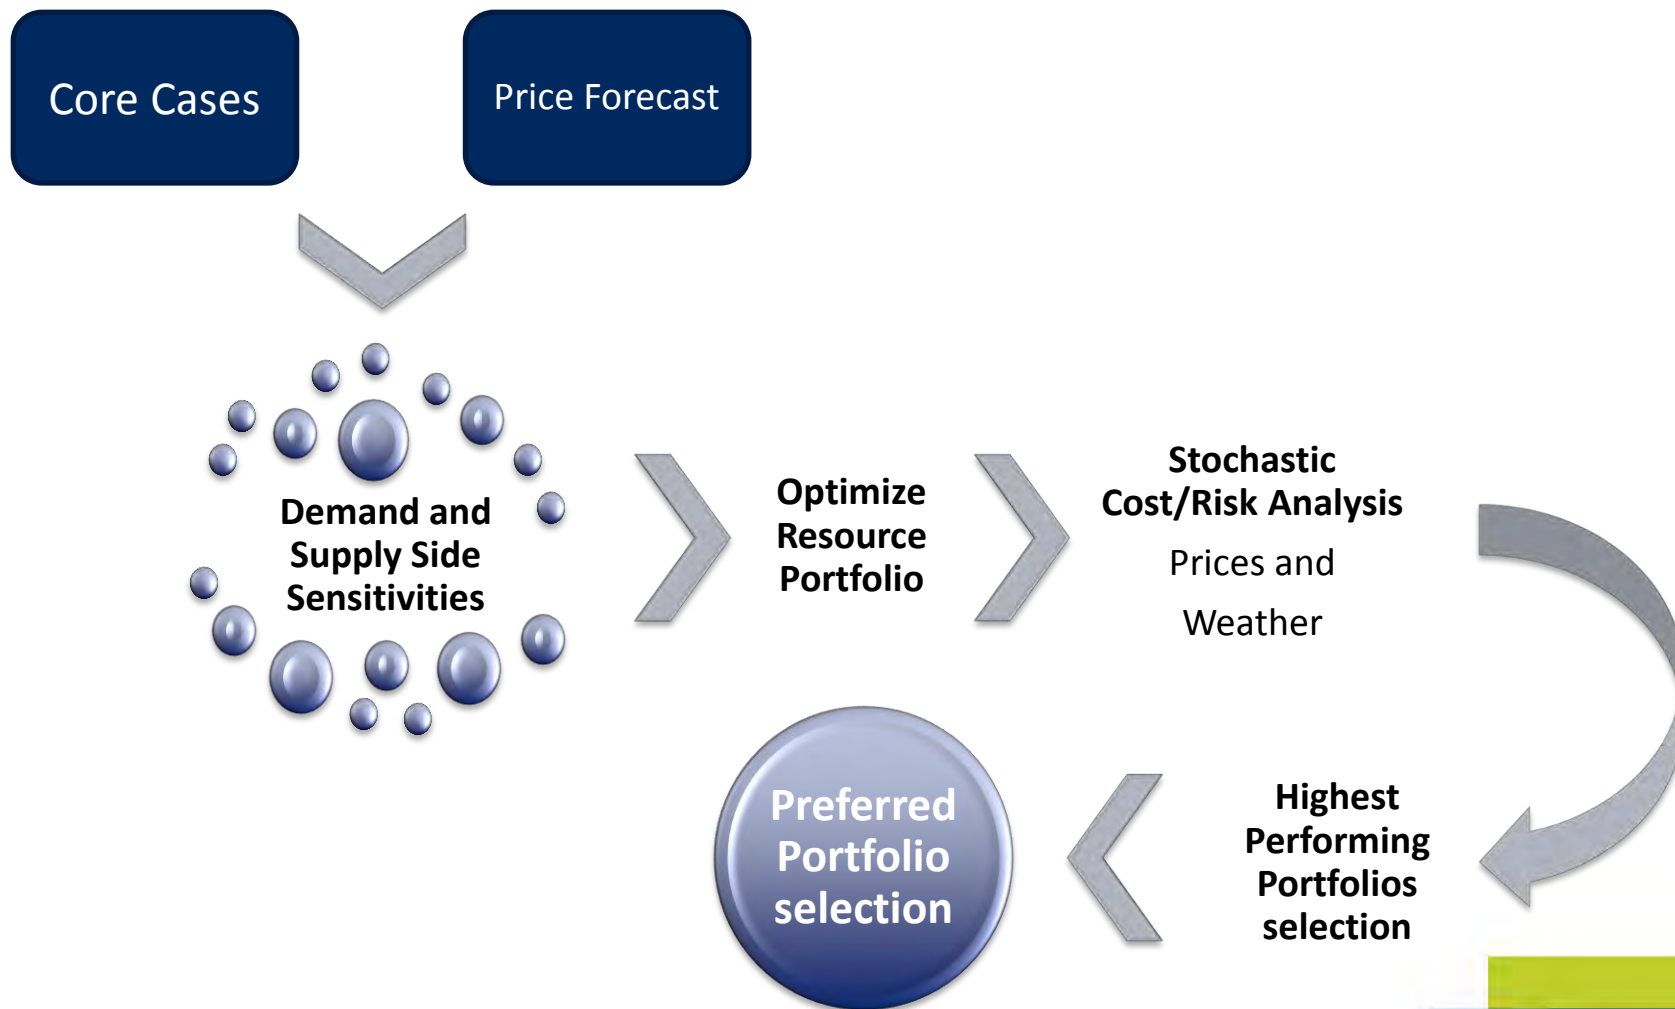 Core Cases
Price Forecast
Demand and
Supply Side
Sensitivities
Optimize
Resource
Portfolio
Stochastic
Cost/Risk Analysis
Prices and
Weather
Highest
Performing
Portfolios
selection
Preferred
Portfolio
selection